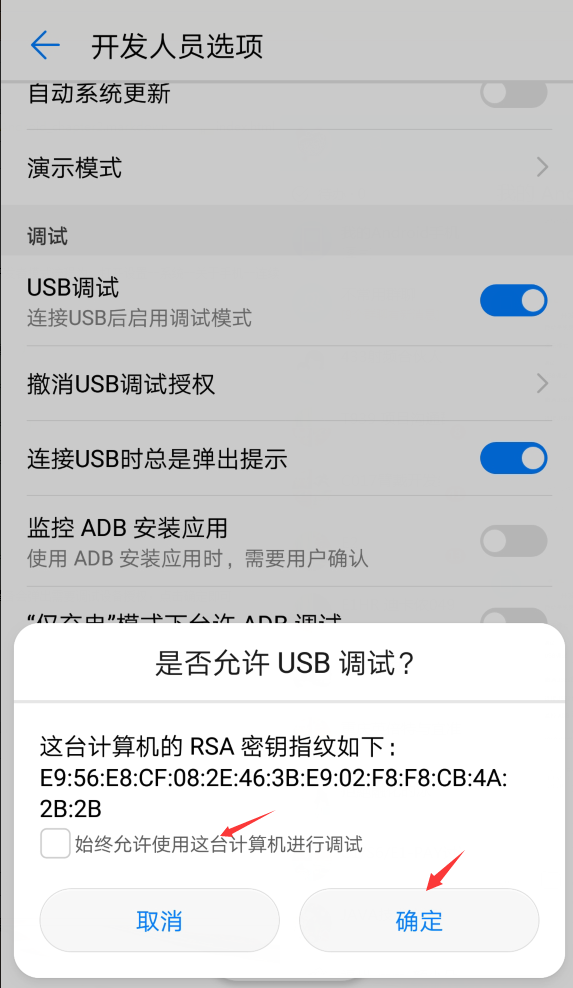 开发人员选项
自动系统更新
演示模式
调试
USB调试
连接USB后启用调试模式
撤消USB调试授权
连接USB时总是弹出提示
监控 ADB 安装应用
使用 ADB 安装应用时，需要用户确认
“仅充电”模式下允许 ADB 调试
是否允许 USB 调试？
这台计算机的 RSA 密钥指纹如下：
E9:56:E8:CF:08:2E:46:3B:E9:02:F8:F8:CB:4A:
2B:2B
始终允许使用这台计算机进行调试
取消
确定